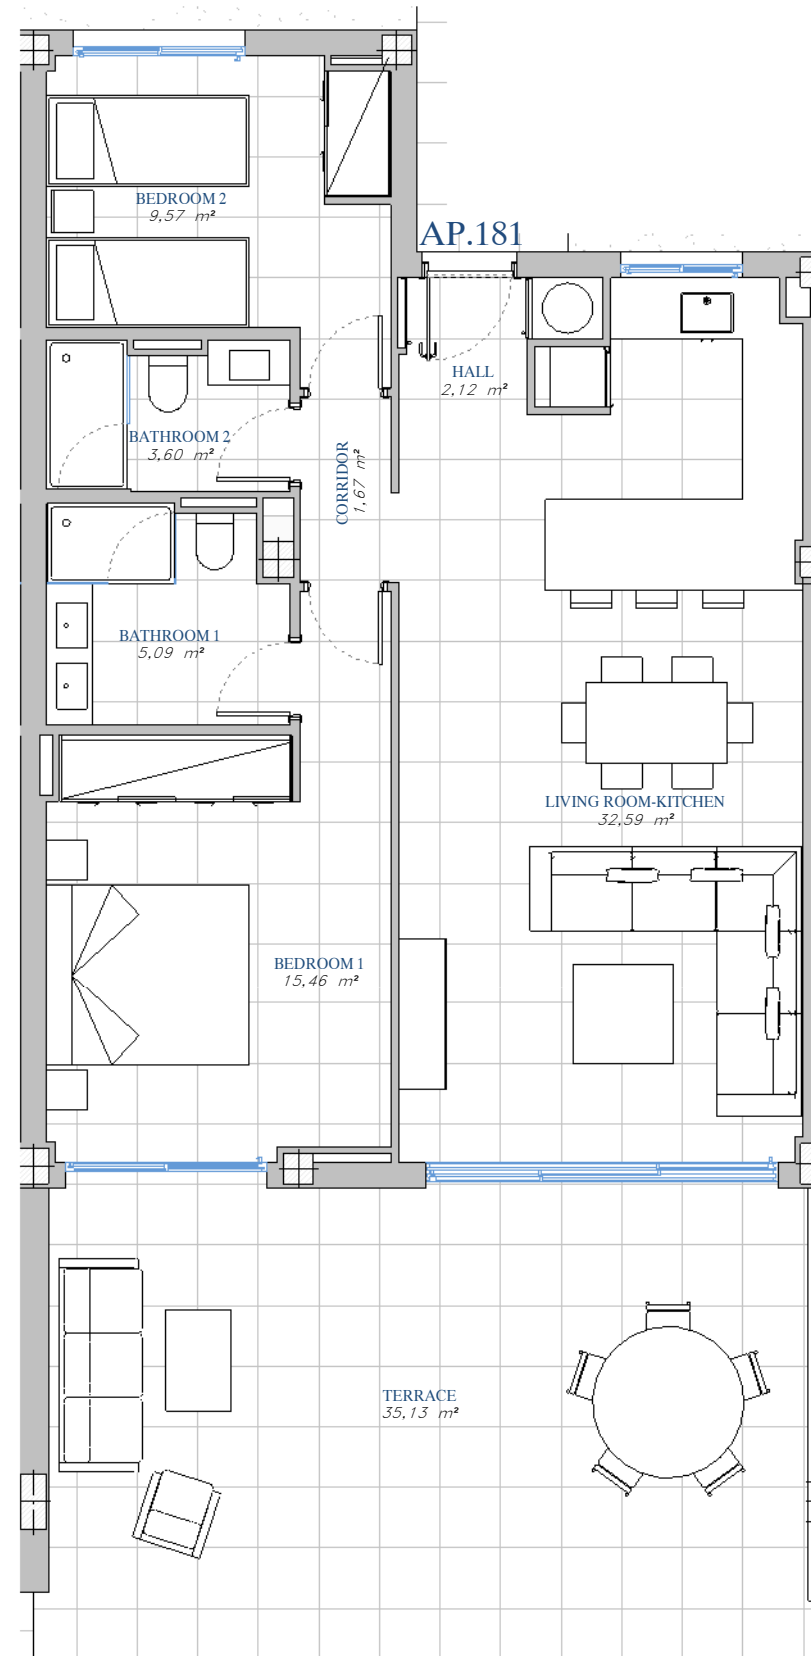 BEDROOM 2
9,57 m²
AP.181
HALL
2,12 m²
BATHROOM 2
3,60 m²
CORRIDOR
1,67 m²
BATHROOM 1
5,09 m²
LIVING ROOM-KITCHEN
32,59 m²
BEDROOM 1
15,46 m²
TERRACE
35,13 m²